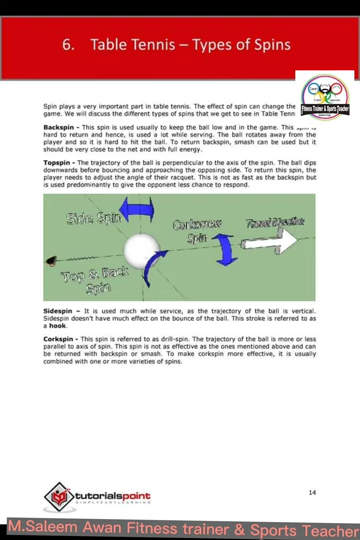 6. Table Tennis – Types of Spins
Fitness Trainer & Sports Teacher
Spin plays a very important part in table tennis. The effect of spin can change the
game. We will discuss the different types of spins that we get to see in Table Tenn
Backspin - This spin is used usually to keep the ball low and in the game. This spin is
hard to return and hence, is used a lot while serving. The ball rotates away from the
player and so it is hard to hit the ball. To return backspin, smash can be used but it
should be very close to the net and with full energy.
Topspin - The trajectory of the ball is perpendicular to the axis of the spin. The ball dips
downwards before bouncing and approaching the opposing side. To return this spin, the
player needs to adjust the angle of their racquet. This is not as fast as the backspin but
is used predominantly to give the opponent less chance to respond.
Side Spin
Corkscrew
Spin
Travel Direction
Top & Back
Spin
Sidespin – It is used much while service, as the trajectory of the ball is vertical.
Sidespin doesn't have much effect on the bounce of the ball. This stroke is referred to as
a hook.
Corkspin - This spin is referred to as drill-spin. The trajectory of the ball is more or less
parallel to axis of spin. This spin is not as effective as the ones mentioned above and can
be returned with backspin or smash. To make corkspin more effective, it is usually
combined with one or more varieties of spins.
14
tutorialspoint
SIMPLYEASYLEARNING
M.Saleem Awan Fitness trainer & Sports Teacher